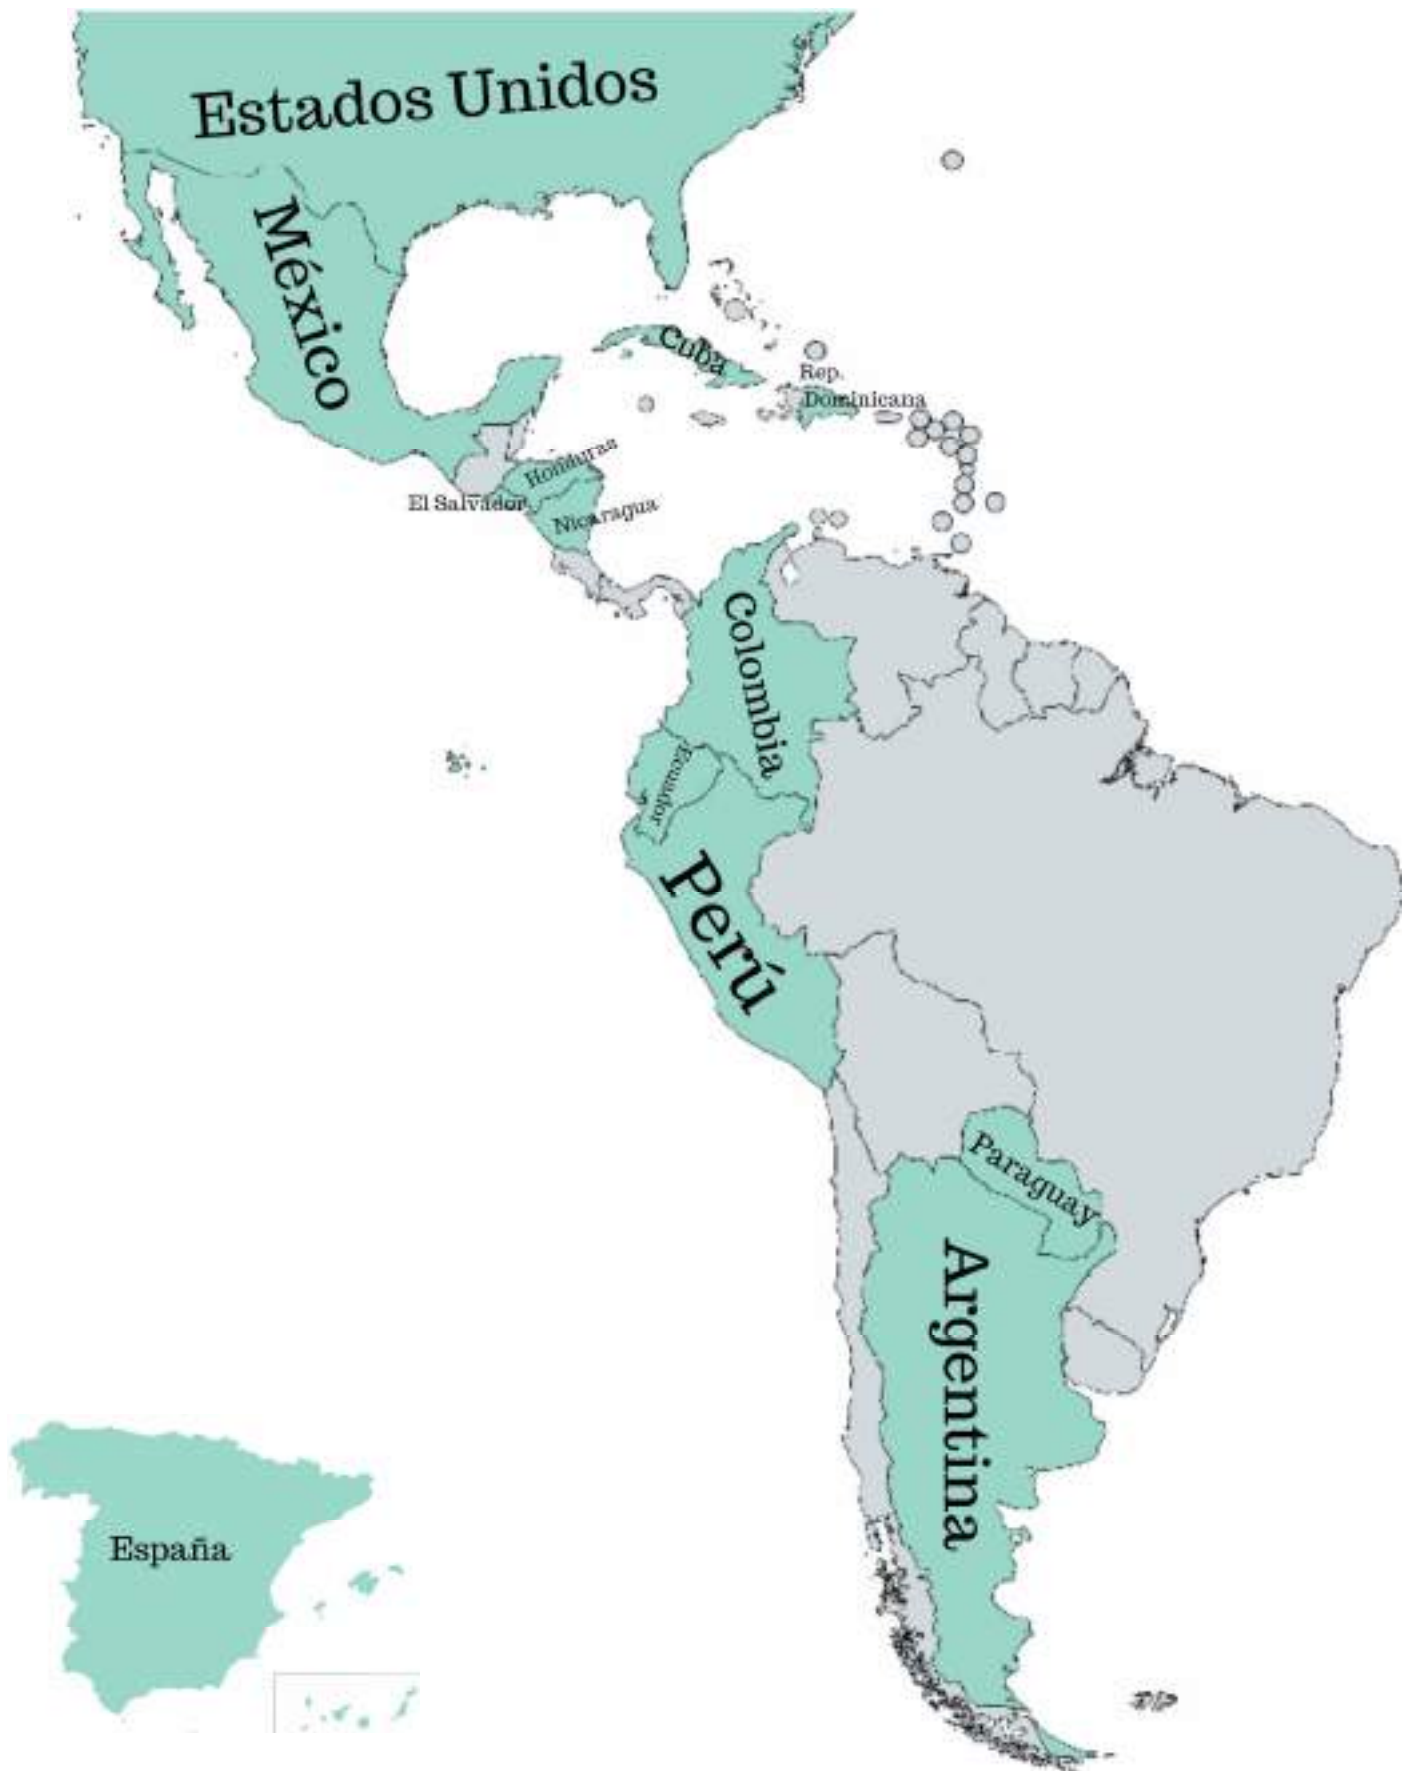 Estados Unidos
México
Cuba
Rep.
Dominicana
Honduras
El Salvador
Nicaragua
Colombia
Ecuador
Perú
Paraguay
Argentina
España